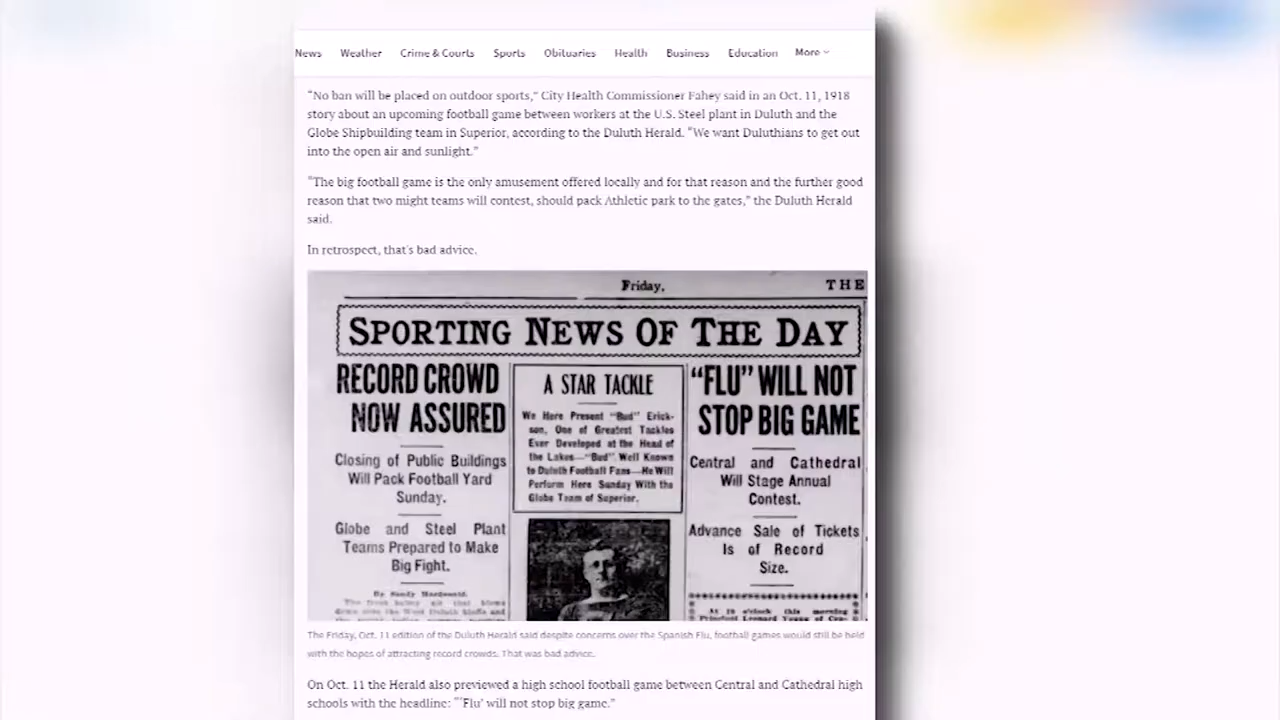 News Weather Crime & Courts Sports Obituaries Health Business Education More
“No ban will be placed on outdoor sports,” City Health Commissioner Fahey said in an Oct. 11, 1918
story about an upcoming football game between workers at the U.S. Steel plant in Duluth and the
Globe Shipbuilding team in Superior, according to the Duluth Herald. “We want Duluthians to get out
into the open air and sunlight.”
“The big football game is the only amusement offered locally and for that reason and the further good
reason that two might teams will contest, should pack Athletic park to the gates,” the Duluth Herald
said.
In retrospect, that’s bad advice.
Friday,
THE
SPORTING NEWS OF THE DAY
RECORD CROWD
NOW ASSURED
Closing of Public Buildings
Will Pack Football Yard
Sunday.
Globe and Steel Plant
Teams Prepared to Make
Big Fight.
A STAR TACKLE
We Here Present “Bud” Erick-
son, One of Greatest Tackles
Ever Developed at the Head of
the Lakes—“Bud” Well Known
to Duluth Football Fans—He Will
Perform Here Sunday With the
Globe Team of Superior.
“FLU” WILL NOT
STOP BIG GAME
Central and Cathedral
Will Stage Annual
Contest.
Advance Sale of Tickets
Is of Record
Size.
At 10 o'clock this morning
The Friday, Oct. 11 edition of the Duluth Herald said despite concerns over the Spanish Flu, football games would still be held
with the hopes of attracting record crowds. That was bad advice.
On Oct. 11 the Herald also previewed a high school football game between Central and Cathedral high
schools with the headline: “‘Flu’ will not stop big game.”